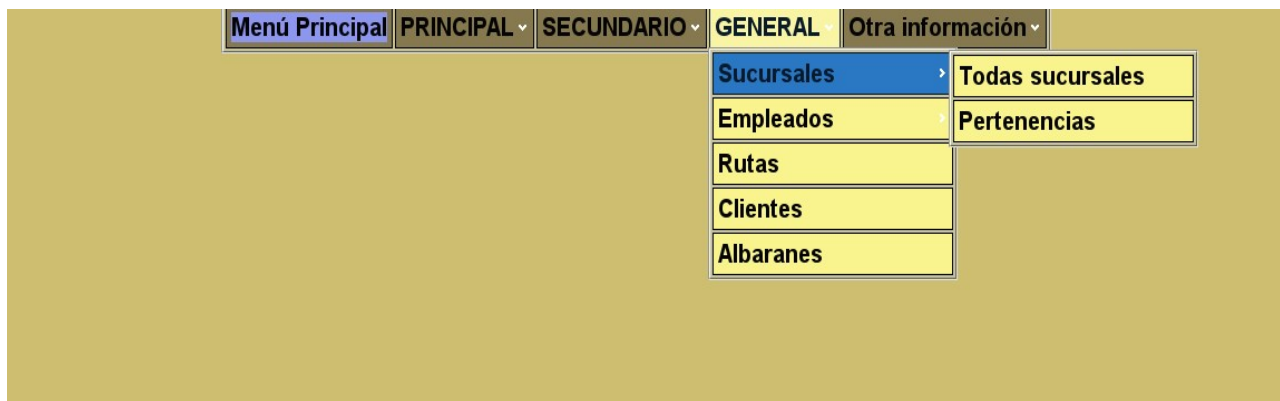 Menú Principal PRINCIPAL SECUNDARIO GENERAL Otra información
Sucursales Todas sucursales
Empleados Pertenencias
Rutas
Clientes
Albaranes